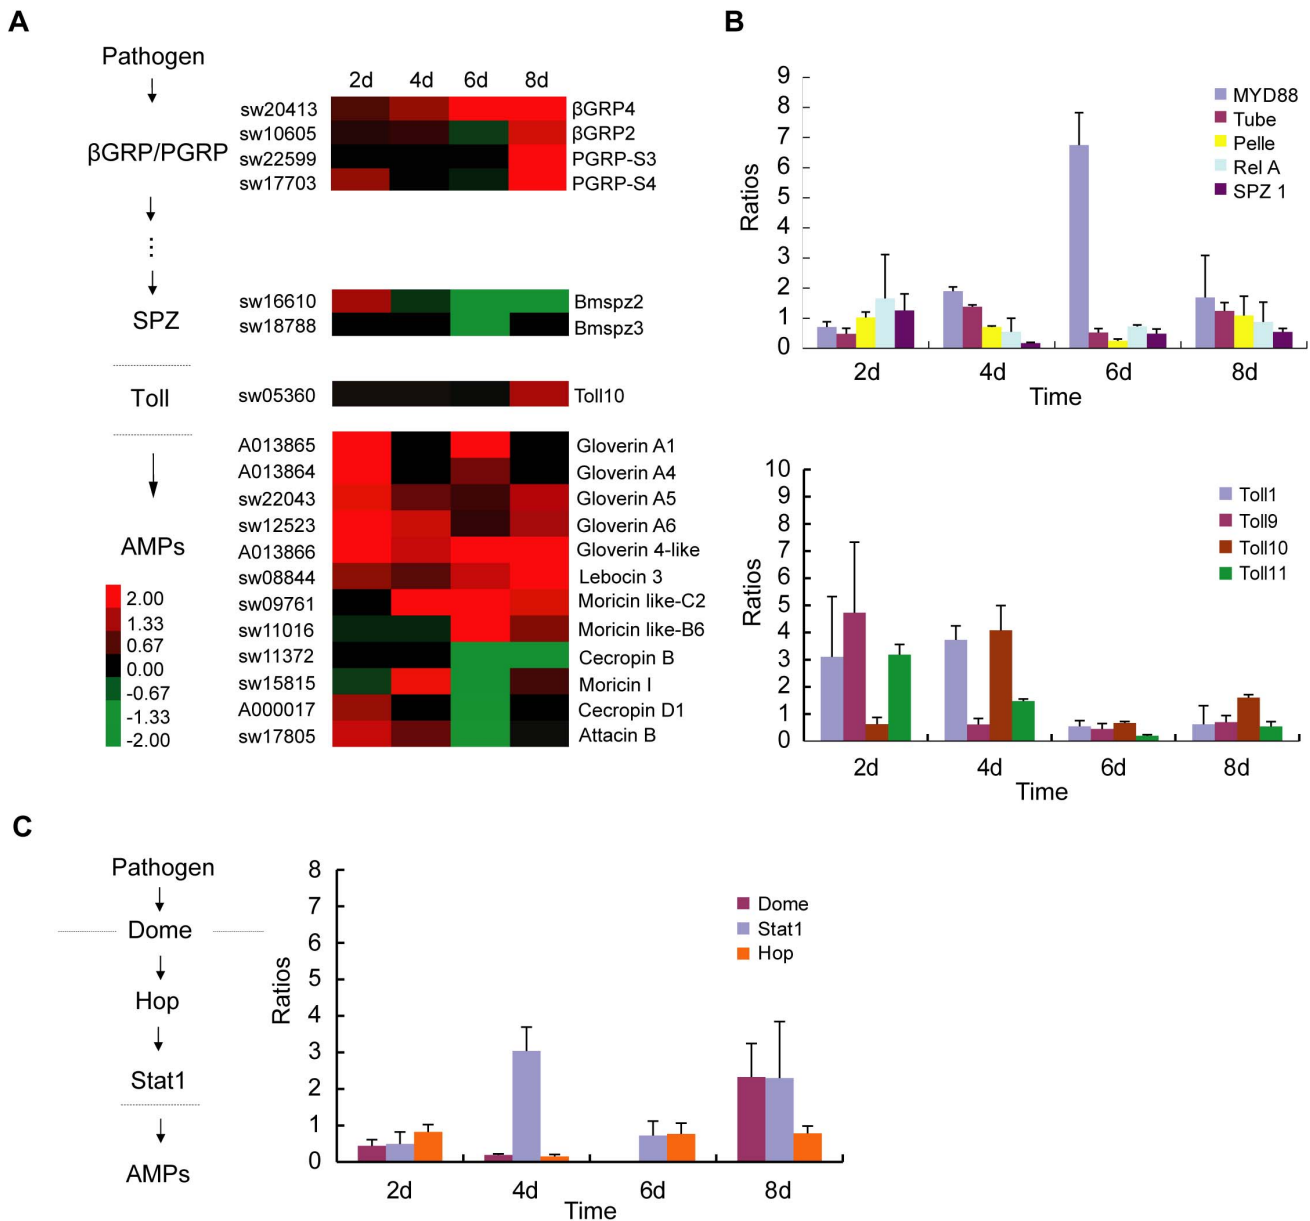 A
Pathogen
βGRP/PGRP
SPZ
Toll
AMPs
2.00
1.33
0.67
0.00
-0.67
-1.33
-2.00
2d 4d 6d 8d
sw20413 βGRP4
sw10605 βGRP2
sw22599 PGRP-S3
sw17703 PGRP-S4
sw16610 Bmspz2
sw18788 Bmspz3
sw05360 Toll10
A013865 Gloverin A1
A013864 Gloverin A4
sw22043 Gloverin A5
sw12523 Gloverin A6
A013866 Gloverin 4-like
sw08844 Lebocin 3
sw09761 Moricin like-C2
sw11016 Moricin like-B6
sw11372 Cecropin B
sw15815 Moricin I
A000017 Cecropin D1
sw17805 Attacin B
B
Ratios
9
8
7
6
5
4
3
2
1
0
2d 4d 6d 8d
Time
MYD88
Tube
Pelle
Rel A
SPZ 1
Ratios
10
9
8
7
6
5
4
3
2
1
0
2d 4d 6d 8d
Time
Toll1
Toll9
Toll10
Toll11
C
Pathogen
Dome
Hop
Stat1
AMPs
Ratios
8
7
6
5
4
3
2
1
0
2d 4d 6d 8d
Time
Dome
Stat1
Hop